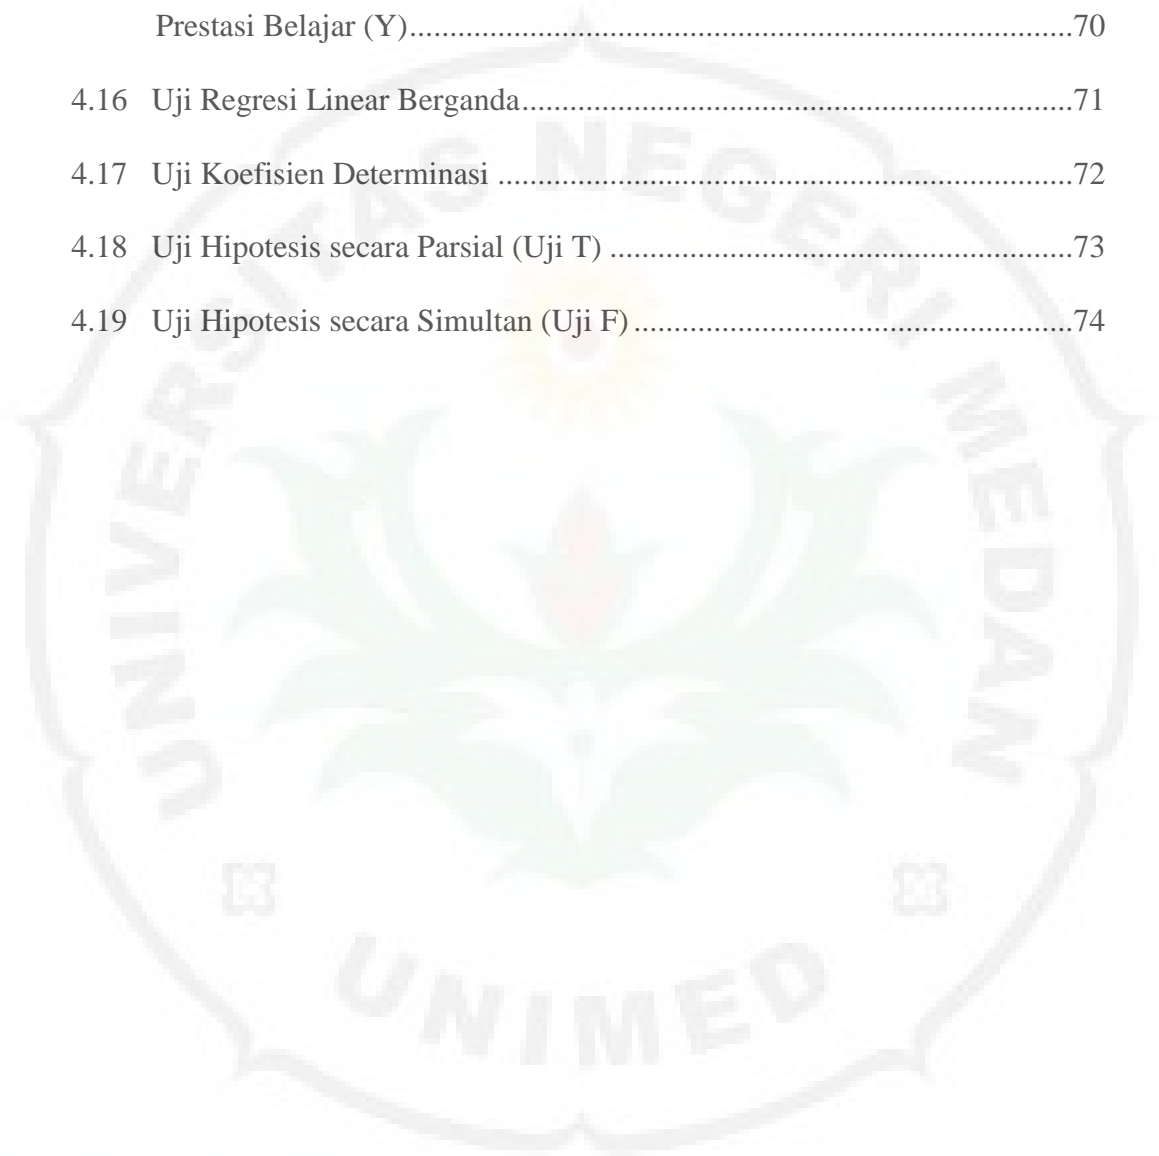 Prestasi Belajar (Y)..........................................................................................70
4.16 Uji Regresi Linear Berganda.....................................................................71
4.17 Uji Koefisien Determinasi ........................................................................72
4.18 Uji Hipotesis secara Parsial (Uji T) ..........................................................73
4.19 Uji Hipotesis secara Simultan (Uji F) .......................................................74
UNIVERSITAS NEGERI MEDAN
UNIMED